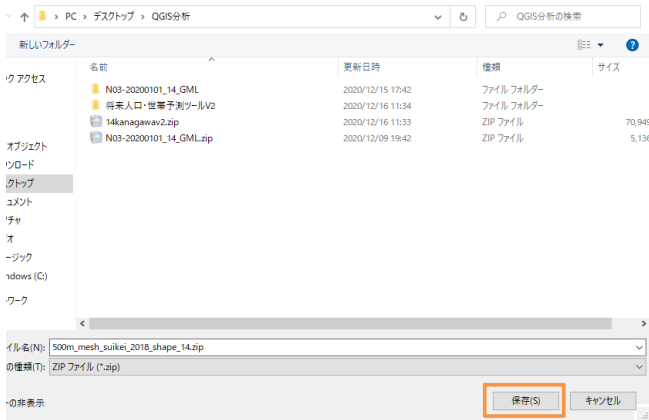 PC › デスクトップ › QGIS分析
QGIS分析の検索
新しいフォルダー
名前 更新日時 種類 サイズ
ック アクセス
N03-20200101_14_GML 2020/12/15 17:42 ファイル フォルダー
将来人口・世帯予測ツールV2 2020/12/16 11:34 ファイル フォルダー
14kanagawav2.zip 2020/12/16 11:33 ZIP ファイル 70,949
N03-20200101_14_GML.zip 2020/12/09 19:42 ZIP ファイル 5,136
オブジェクト
ウンロード
スクトップ
ュメント
クチャ
オ
ージック
ndows (C:)
ワーク
イル名(N): 500m_mesh_suikei_2018_shape_14.zip
の種類(T): ZIP ファイル (*.zip)
ーの非表示
保存(S)
キャンセル